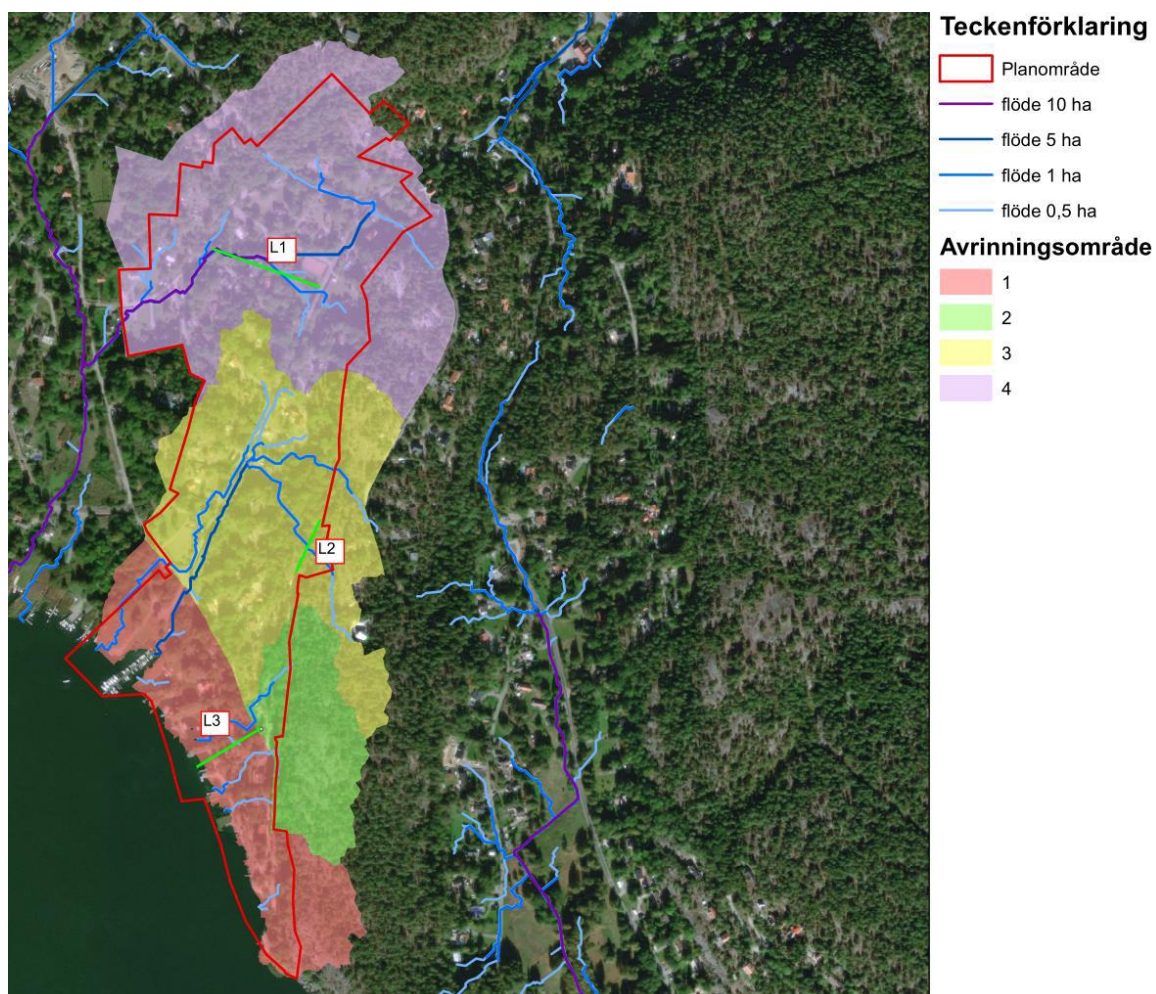 Teckenförklaring
Planområde
flöde 10 ha
flöde 5 ha
flöde 1 ha
flöde 0,5 ha
Avrinningsområde
1
2
3
4
L1
L2
L3